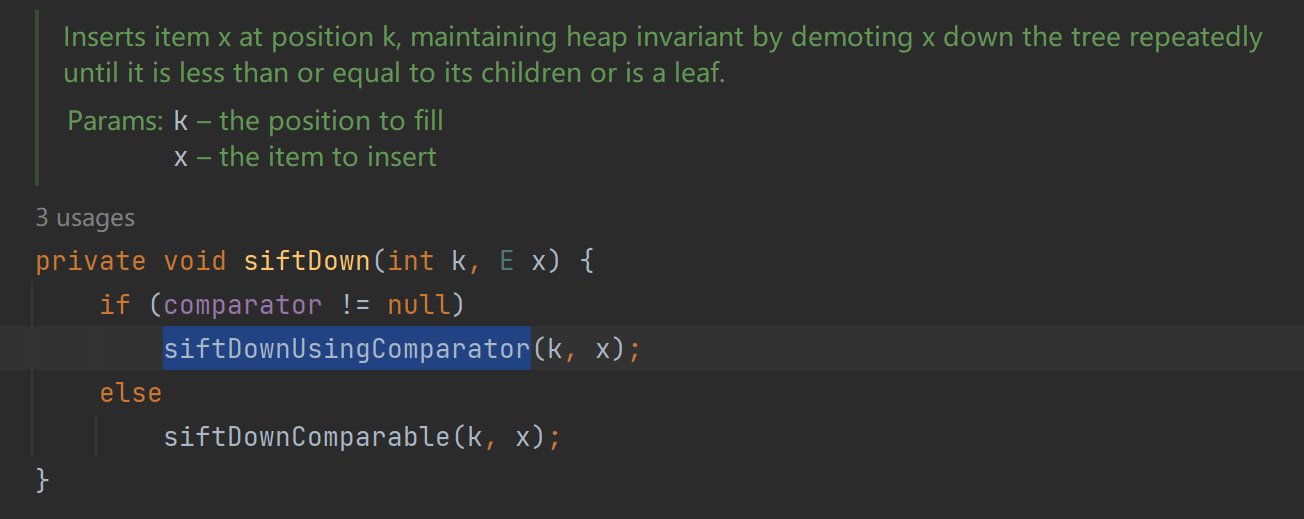 Inserts item x at position k, maintaining heap invariant by demoting x down the tree repeatedly
until it is less than or equal to its children or is a leaf.
Params: k – the position to fill
x – the item to insert
3 usages
private void siftDown(int k, E x) {
if (comparator != null)
siftDownUsingComparator(k, x);
else
siftDownComparable(k, x);
}